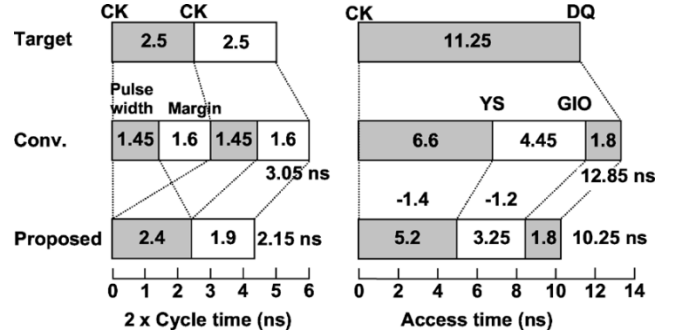 CK CK CK DQ
Target 2.5 2.5 11.25
Pulse width Margin YS GIO
Conv. 1.45 1.6 1.45 1.6 6.6 4.45 1.8
3.05 ns 12.85 ns
-1.4 -1.2
Proposed 2.4 1.9 2.15 ns 5.2 3.25 1.8 10.25 ns
0 1 2 3 4 5 6 0 2 4 6 8 10 12 14
2 x Cycle time (ns) Access time (ns)